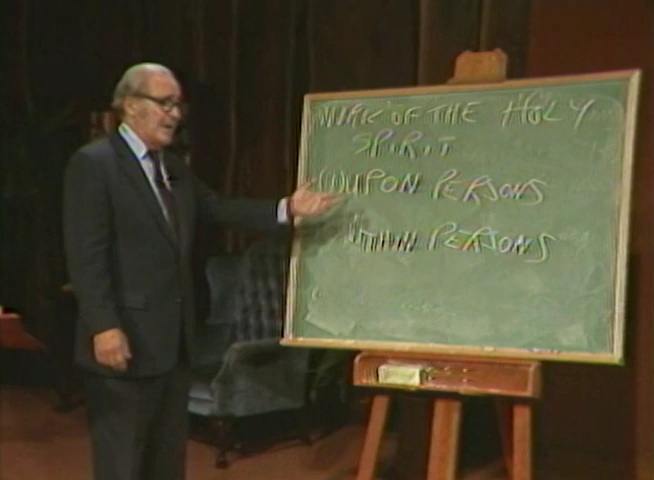 WORK OF THE HOLY
SPIRIT
(1) UPON PERSONS
WITHIN PERSONS